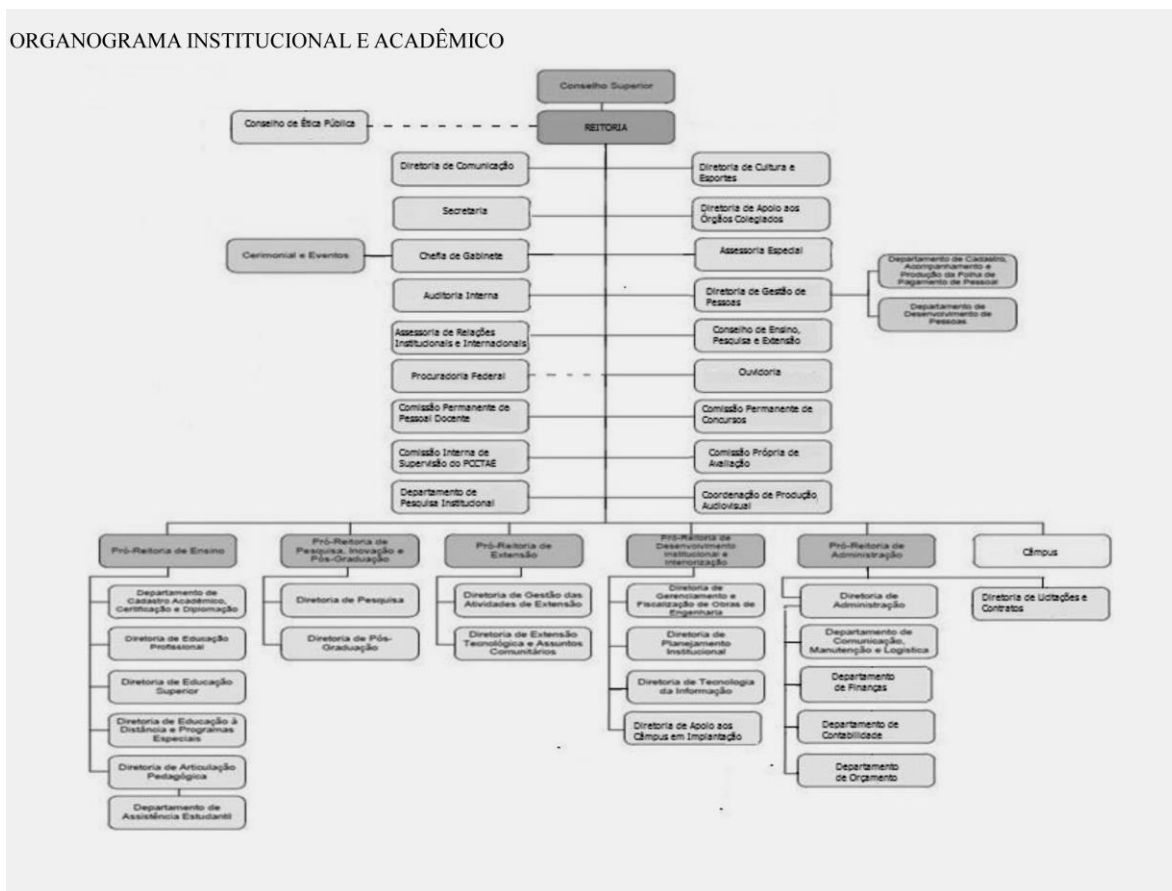 ORGANOGRAMA INSTITUCIONAL E ACADÊMICO
Conselho Superior
Conselho de Ética Pública
REITORIA
Diretoria de Comunicação
Diretoria de Cultura e
Esportes
Secretaria
Diretoria de Apoio aos
Órgãos Colegiados
Cerimonial e Eventos
Chefia de Gabinete
Assessoria Especial
Departamento de Cadastro,
Acompanhamento e
Produção da Folha de
Pagamento de Pessoal
Auditoria Interna
Diretoria de Gestão de
Pessoas
Departamento de
Desenvolvimento de
Pessoas
Assessoria de Relações
Institucionais e Internacionais
Conselho de Ensino,
Pesquisa e Extensão
Procuradoria Federal
Ouvidoria
Comissão Permanente de
Pessoal Docente
Comissão Permanente de
Concursos
Comissão Interna de
Supervisão do PCCTAE
Comissão Própria de
Avaliação
Departamento de
Pesquisa Institucional
Coordenação de Produção
Audiovisual
Pró-Reitoria de Ensino
Pró-Reitoria de
Pesquisa, Inovação e
Pós-Graduação
Pró-Reitoria de
Extensão
Pró-Reitoria de
Desenvolvimento
Institucional e
Interiorização
Pró-Reitoria de
Administração
Câmpus
Departamento de
Cadastro Acadêmico,
Certificação e Diplomação
Diretoria de Educação
Profissional
Diretoria de Educação
Superior
Diretoria de Educação à
Distância e Programas
Especiais
Diretoria de Articulação
Pedagógica
Departamento de
Assistência Estudantil
Diretoria de Pesquisa
Diretoria de Pós-
Graduação
Diretoria de Gestão das
Atividades de Extensão
Diretoria de Extensão
Tecnológica e Assuntos
Comunitários
Diretoria de
Gerenciamento e
Fiscalização de Obras de
Engenharia
Diretoria de
Planejamento
Institucional
Diretoria de Tecnologia
da Informação
Diretoria de Apoio aos
Câmpus em Implantação
Diretoria de
Administração
Departamento de
Comunicação,
Manutenção e Logística
Departamento
de Finanças
Departamento de
Contabilidade
Departamento
de Orçamento
Diretoria de Licitações e
Contratos